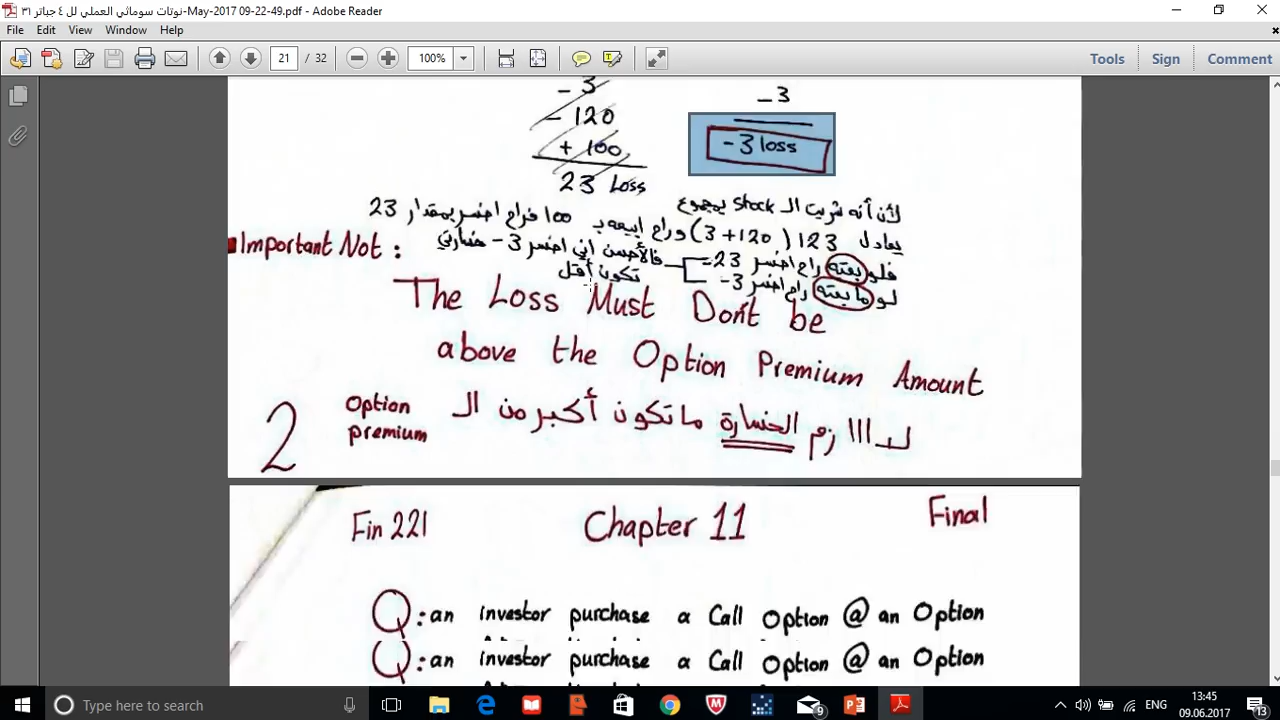 نوتات سوماثي العملي لل ٤ جباتر ٣١-May-2017 09-22-49.pdf - Adobe Reader
File Edit View Window Help
21 / 32 100% Tools Sign Comment
- 3
- 120
+ 100
23 Loss
- 3
- 3 loss
لأن أنه شريت الـ Stock بمجموع
يعادل 123 (120+3) وراح ابيعه بـ 100 فراح اخسر بمقدار 23
فلو بعته راح اخسر 23-
لو ما بعته راح اخسر 3-
فالأحسن اني اخسر 3- خسارتي
تكون أقل
Important Not :
The Loss Must Don't be
above the Option Premium Amount
لـــااازم الخسارة ماتكون أكبر من الـ Option premium
2
Fin 221 Chapter 11 Final
Q: an investor purchase a Call Option @ an Option
Q: an investor purchase a Call Option @ an Option
Type here to search
9
ENG
13:45
09.06.2017
13